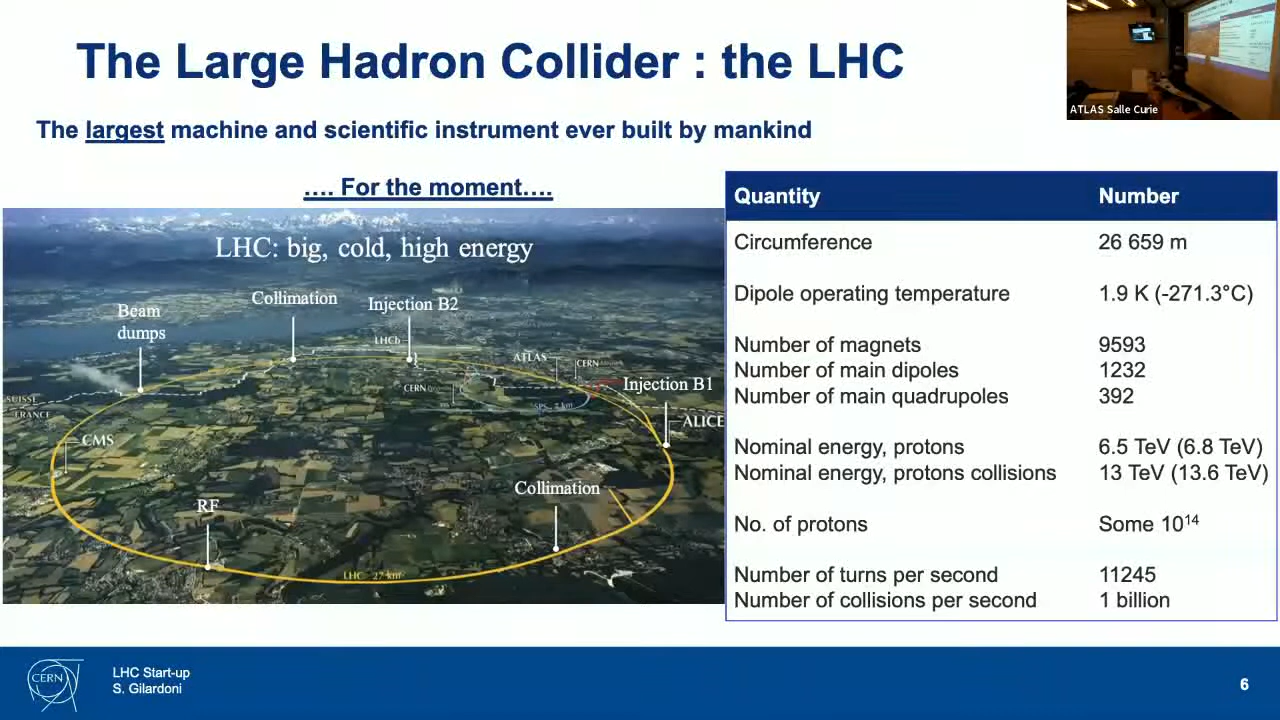 The Large Hadron Collider : the LHC
ATLAS Salle Curie
The largest machine and scientific instrument ever built by mankind
.... For the moment....
LHC: big, cold, high energy
Beam
dumps
Collimation
Injection B2
LHCb
ATLAS
CERN
CERN
Injection B1
SUISSE
FRANCE
SPS 7 km
ALICE
CMS
Collimation
RF
LHC 27 km
Quantity Number
Circumference 26 659 m
Dipole operating temperature 1.9 K (-271.3°C)
Number of magnets 9593
Number of main dipoles 1232
Number of main quadrupoles 392
Nominal energy, protons 6.5 TeV (6.8 TeV)
Nominal energy, protons collisions 13 TeV (13.6 TeV)
No. of protons Some 10¹⁴
Number of turns per second 11245
Number of collisions per second 1 billion
CERN
LHC Start-up
S. Gilardoni
6